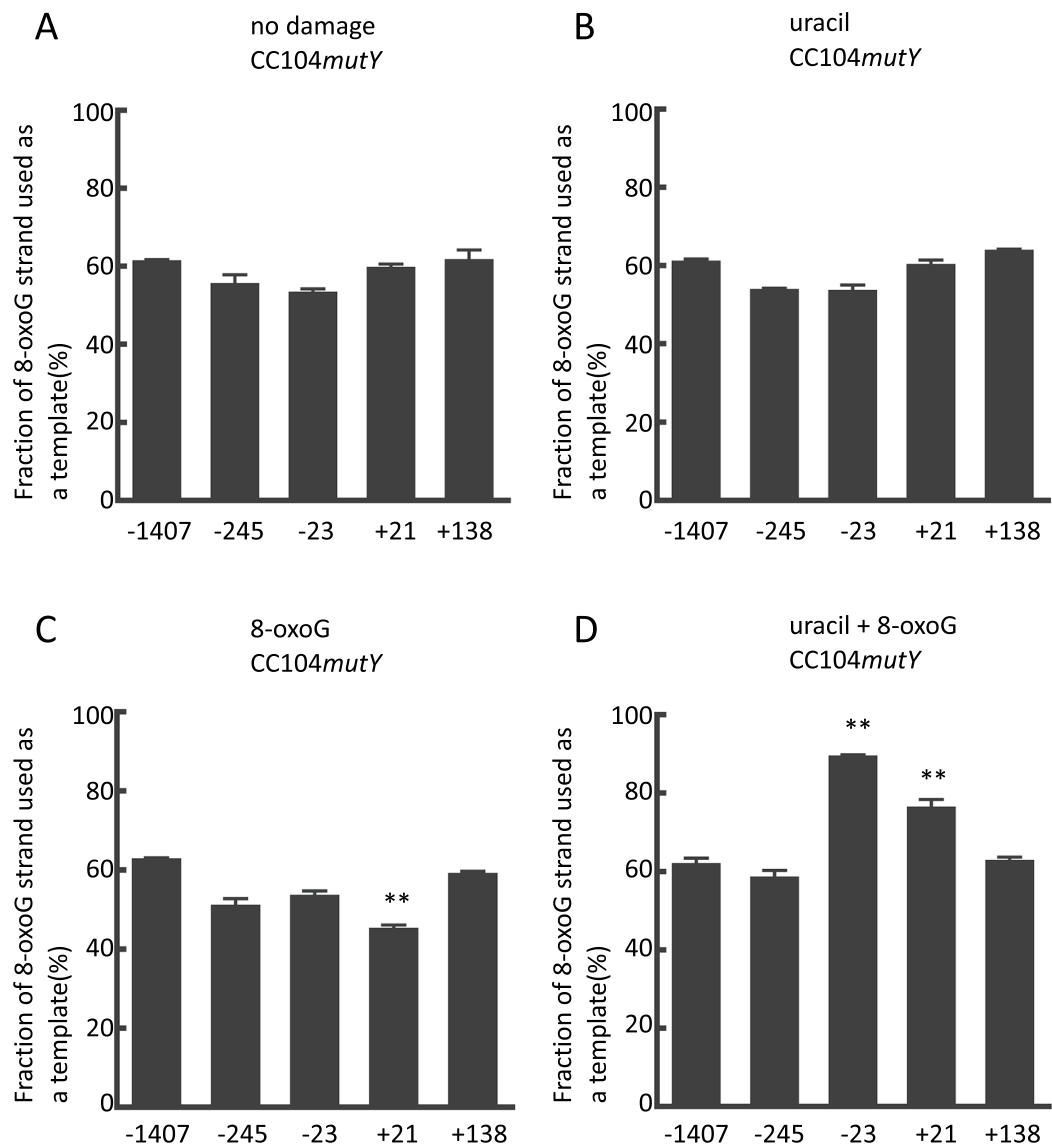 A
no damage
CC104mutY
Fraction of 8-oxoG strand used as
a template(%)
100
80
60
40
20
0
-1407 -245 -23 +21 +138
B
uracil
CC104mutY
Fraction of 8-oxoG strand used as
a template(%)
100
80
60
40
20
0
-1407 -245 -23 +21 +138
C
8-oxoG
CC104mutY
Fraction of 8-oxoG strand used as
a template(%)
100
80
60
40
20
0
**
-1407 -245 -23 +21 +138
D
uracil + 8-oxoG
CC104mutY
Fraction of 8-oxoG strand used as
a template(%)
100
80
60
40
20
0
**
**
-1407 -245 -23 +21 +138